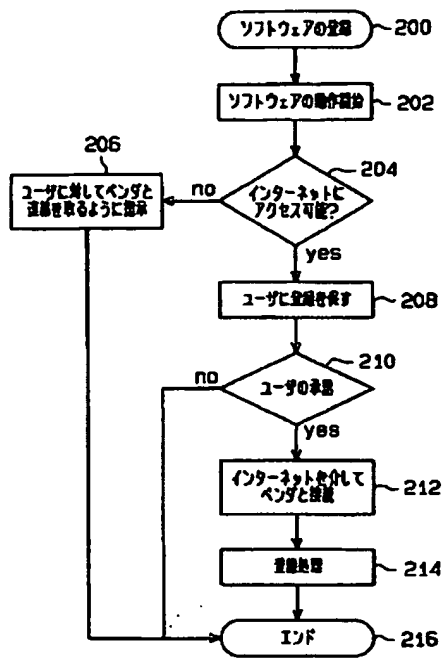 ソフトウェアの登録
200
ソフトウェアの動作開始
202
206
204
ユーザに対してベンダと
連絡を取るように指示
no
インターネットに
アクセス可能?
yes
ユーザに登録を促す
208
210
no
ユーザの承認
yes
インターネットを介して
ベンダと接続
212
登録処理
214
エンド
216